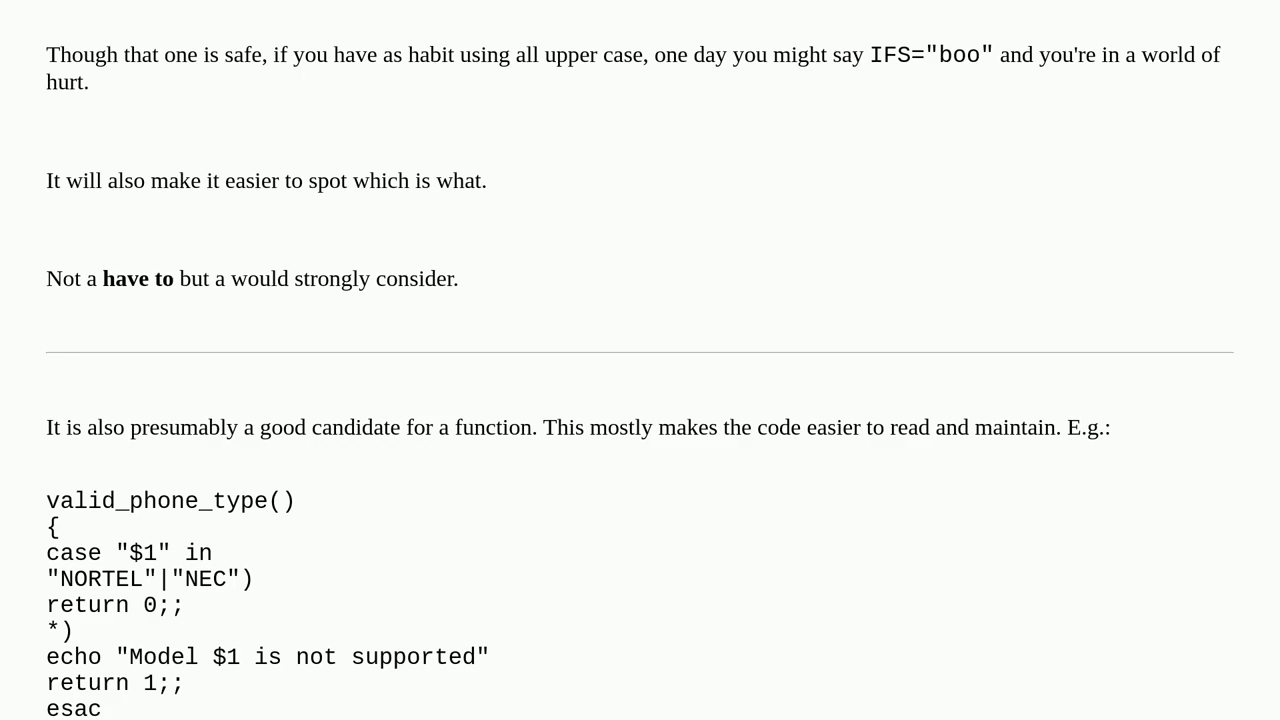 Though that one is safe, if you have as habit using all upper case, one day you might say IFS="boo" and you're in a world of
hurt.
It will also make it easier to spot which is what.
Not a have to but a would strongly consider.
It is also presumably a good candidate for a function. This mostly makes the code easier to read and maintain. E.g.:
valid_phone_type()
{
case "$1" in
"NORTEL"|"NEC")
return 0;;
*)
echo "Model $1 is not supported"
return 1;;
esac